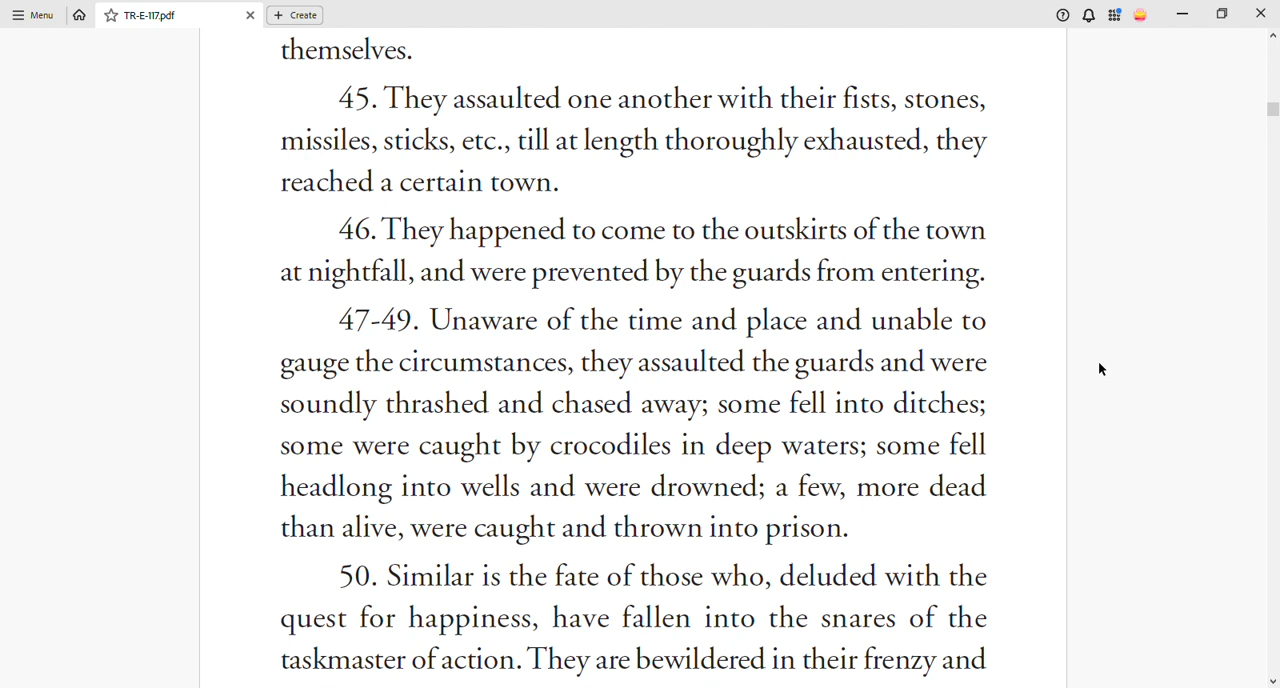 Menu
TR-E-117.pdf
Create
themselves.
45. They assaulted one another with their fists, stones,
missiles, sticks, etc., till at length thoroughly exhausted, they
reached a certain town.
46. They happened to come to the outskirts of the town
at nightfall, and were prevented by the guards from entering.
47-49. Unaware of the time and place and unable to
gauge the circumstances, they assaulted the guards and were
soundly thrashed and chased away; some fell into ditches;
some were caught by crocodiles in deep waters; some fell
headlong into wells and were drowned; a few, more dead
than alive, were caught and thrown into prison.
50. Similar is the fate of those who, deluded with the
quest for happiness, have fallen into the snares of the
taskmaster of action. They are bewildered in their frenzy and